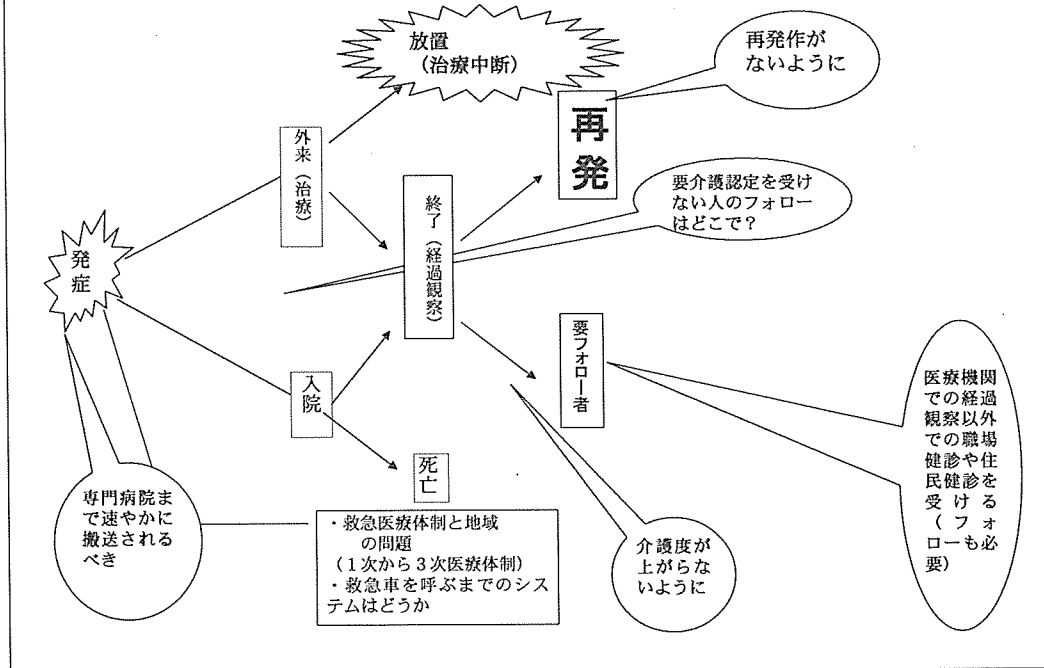 放置
(治療中断)
再発作が
ないように
再
発
外来(治療)
終了(経過観察)
要介護認定を受け
ない人のフォロー
はどこで?
発
症
要フォロー者
入
院
死
亡
医療機関
での経過
観察以外
での職場
健診や住
民健診を
受ける
(フォ
ローも必
要)
専門病院ま
で速やかに
搬送される
べき
・救急医療体制と地域
の問題
(1次から3次医療体制)
・救急車を呼ぶまでのシス
テムはどうか
介護度が
上がらな
いように